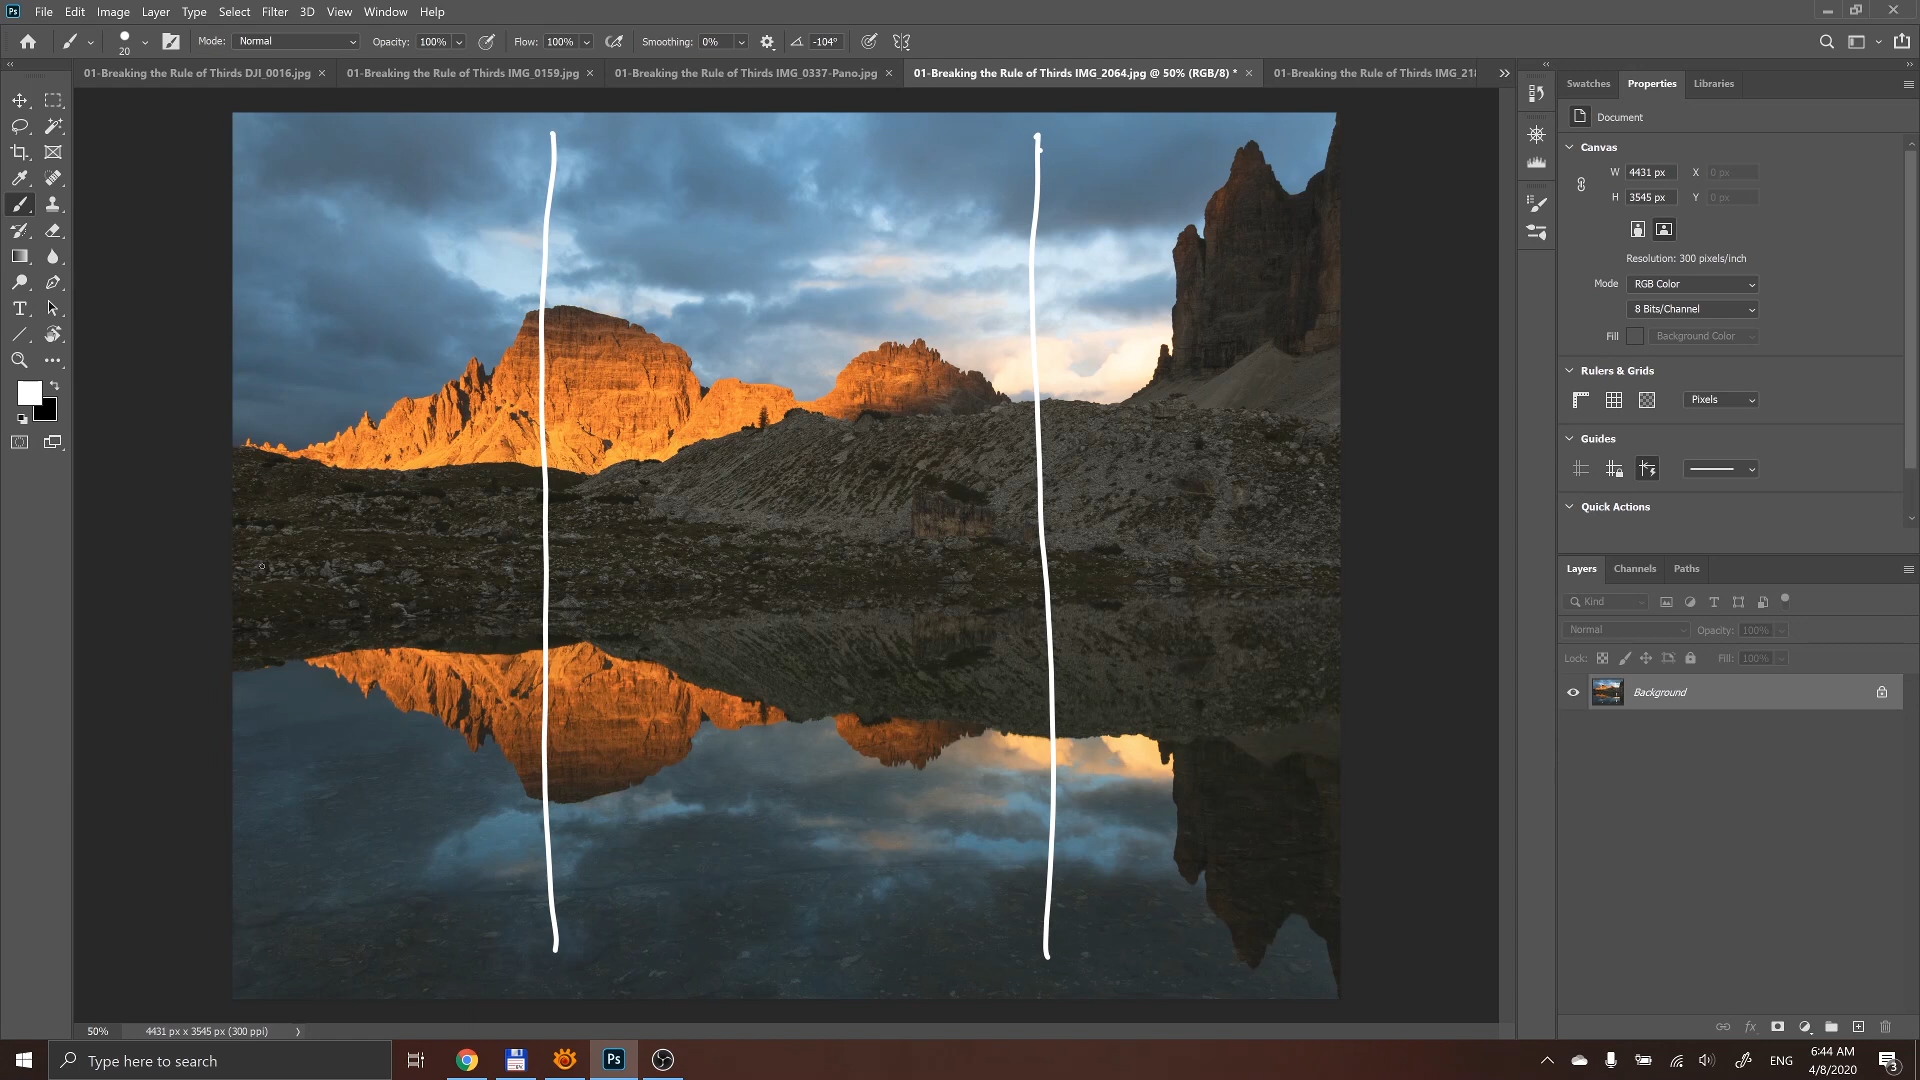 Ps File Edit Image Layer Type Select Filter 3D View Window Help
20 Mode: Normal Opacity: 100% Flow: 100% Smoothing: 0% -104°
01-Breaking the Rule of Thirds DJI_0016.jpg 01-Breaking the Rule of Thirds IMG_0159.jpg 01-Breaking the Rule of Thirds IMG_0337-Pano.jpg 01-Breaking the Rule of Thirds IMG_2064.jpg @ 50% (RGB/8) * 01-Breaking the Rule of Thirds IMG_218
Swatches Properties Libraries
Document
Canvas
W 4431 px X 0 px
H 3545 px Y 0 px
Resolution: 300 pixels/inch
Mode RGB Color
8 Bits/Channel
Fill Background Color
Rulers & Grids
Pixels
Guides
Quick Actions
Layers Channels Paths
Kind
Normal Opacity: 100%
Lock: Fill: 100%
Background
50% 4431 px x 3545 px (300 ppi)
Type here to search
Ps
ENG
6:44 AM
4/8/2020
3